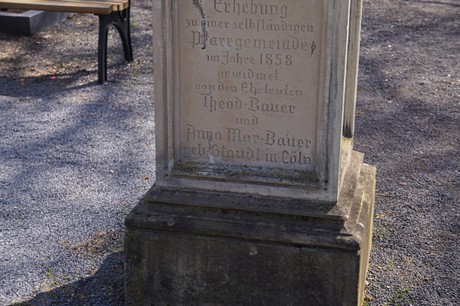 Erhebung
zu einer selbständigen
Pfarrgemeinde
im Jahre 1858
gewidmet
von den Eheleuten
Theod. Bauer
und
Anna Mar. Bauer
geb. Staudt in Cöln